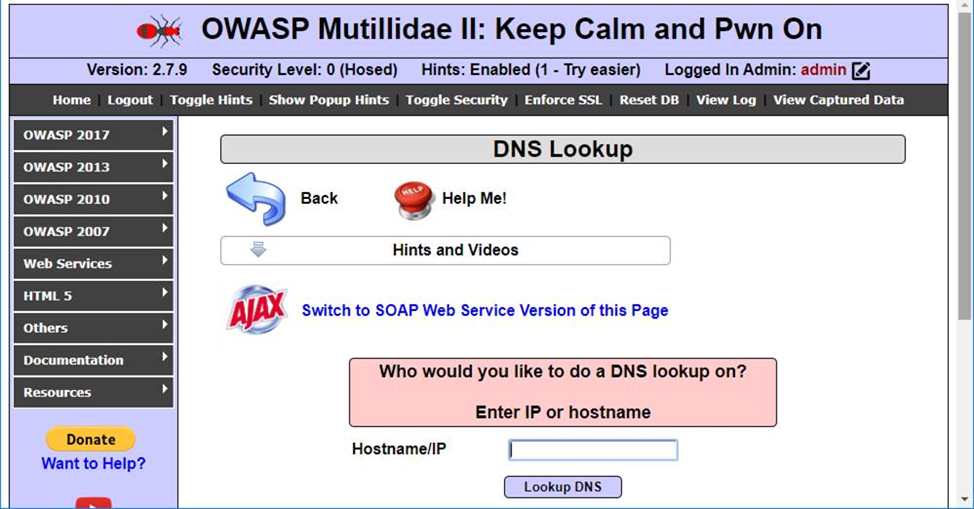 OWASP Mutillidae II: Keep Calm and Pwn On
Version: 2.7.9 Security Level: 0 (Hosed) Hints: Enabled (1 - Try easier) Logged In Admin: admin
Home | Logout | Toggle Hints | Show Popup Hints | Toggle Security | Enforce SSL | Reset DB | View Log | View Captured Data
OWASP 2017
OWASP 2013
OWASP 2010
OWASP 2007
Web Services
HTML 5
Others
Documentation
Resources
Donate
Want to Help?
DNS Lookup
Back
HELP
Help Me!
Hints and Videos
AJAX
Switch to SOAP Web Service Version of this Page
Who would you like to do a DNS lookup on?
Enter IP or hostname
Hostname/IP
Lookup DNS